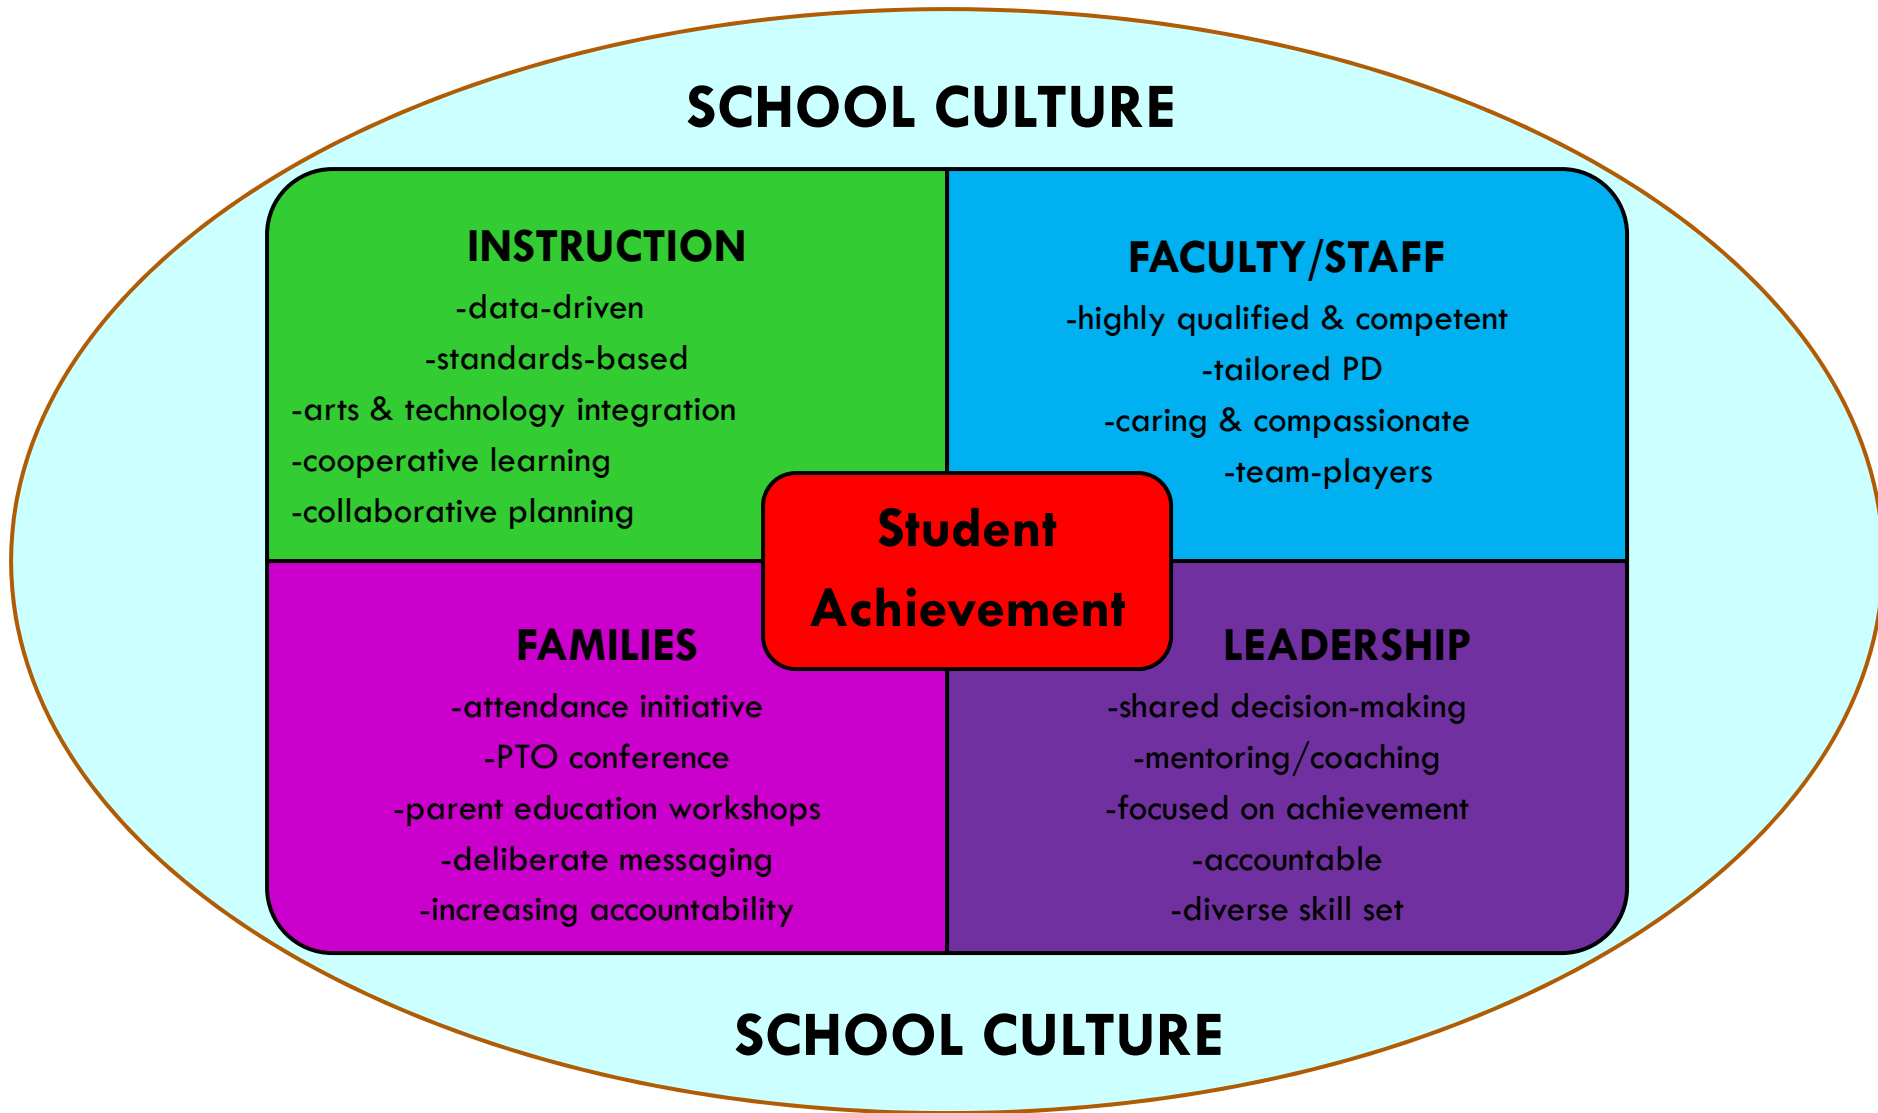 SCHOOL CULTURE
INSTRUCTION
-data-driven
-standards-based
-arts & technology integration
-cooperative learning
-collaborative planning
FACULTY/STAFF
-highly qualified & competent
-tailored PD
-caring & compassionate
-team-players
Student
Achievement
FAMILIES
-attendance initiative
-PTO conference
-parent education workshops
-deliberate messaging
-increasing accountability
LEADERSHIP
-shared decision-making
-mentoring/coaching
-focused on achievement
-accountable
-diverse skill set
SCHOOL CULTURE